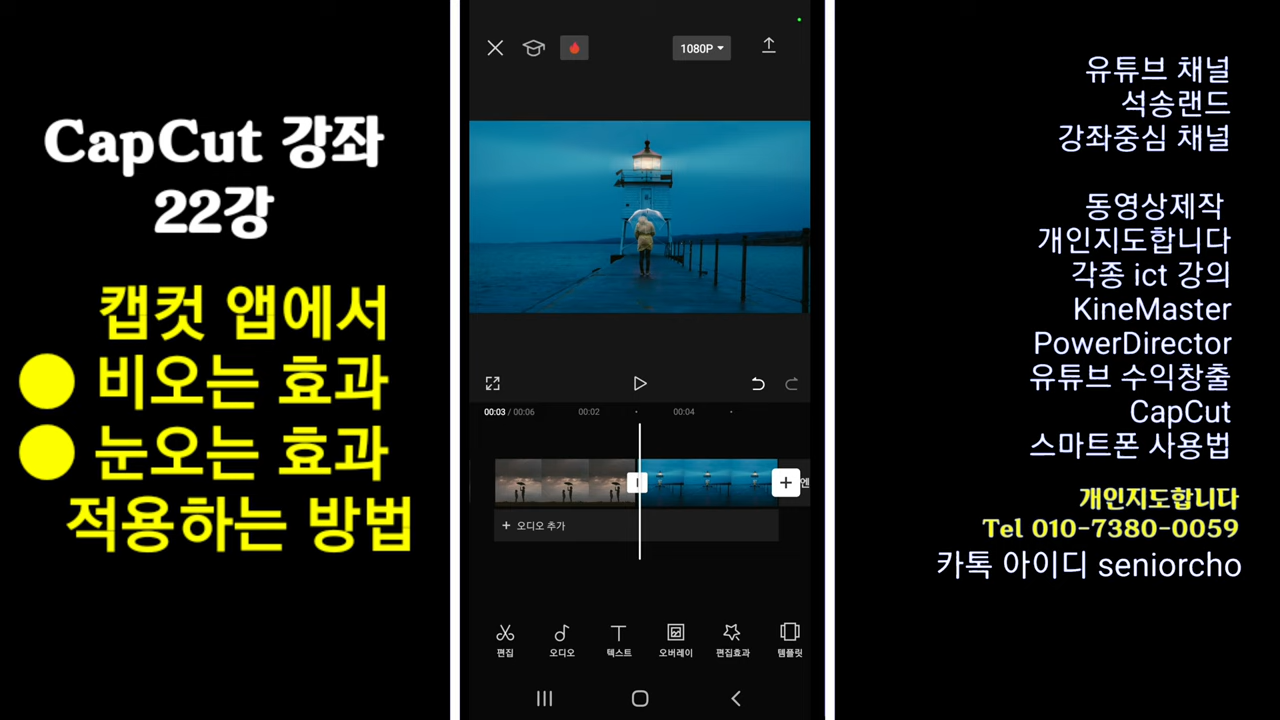 CapCut 강좌
22강
캡컷 앱에서
● 비오는 효과
● 눈오는 효과
적용하는 방법
1080P
00:03 / 00:06
00:02
00:04
엔
+ 오디오 추가
편집
오디오
텍스트
오버레이
편집효과
템플릿
유튜브 채널
석송랜드
강좌중심 채널
동영상제작
개인지도합니다
각종 ict 강의
KineMaster
PowerDirector
유튜브 수익창출
CapCut
스마트폰 사용법
개인지도합니다
Tel 010-7380-0059
카톡 아이디 seniorcho